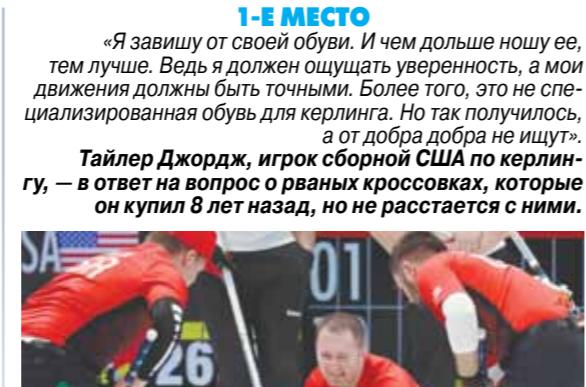 1-Е МЕСТО
«Я завишу от своей обуви. И чем дольше ношу ее,
тем лучше. Ведь я должен ощущать уверенность, а мои
движения должны быть точными. Более того, это не спе-
циализированная обувь для керлинга. Но так получилось,
а от добра добра не ищут».
Тайлер Джордж, игрок сборной США по керлин-
гу, — в ответ на вопрос о рваных кроссовках, которые
он купил 8 лет назад, но не расстается с ними.
SA
01
26